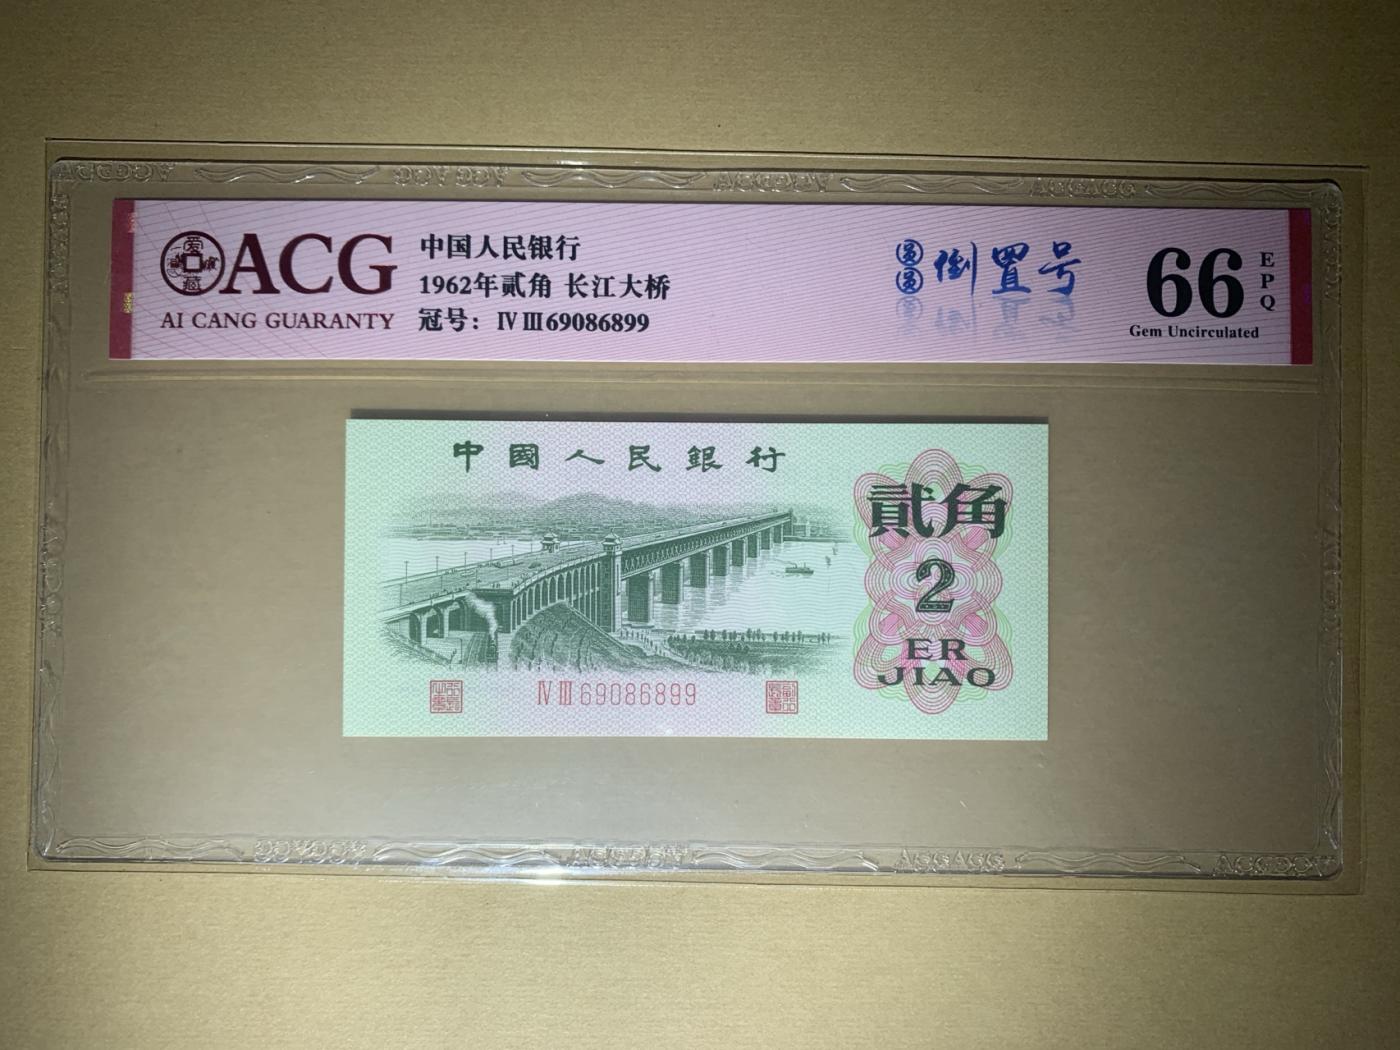 ACG
AI CANG GUARANTY
中国人民银行
1962年贰角 长江大桥
冠号：ⅣⅢ69086899
圆圆 倒置号
66
EPQ
Gem Uncirculated
中國人民銀行
貳角
2
ER
JIAO
ⅣⅢ69086899